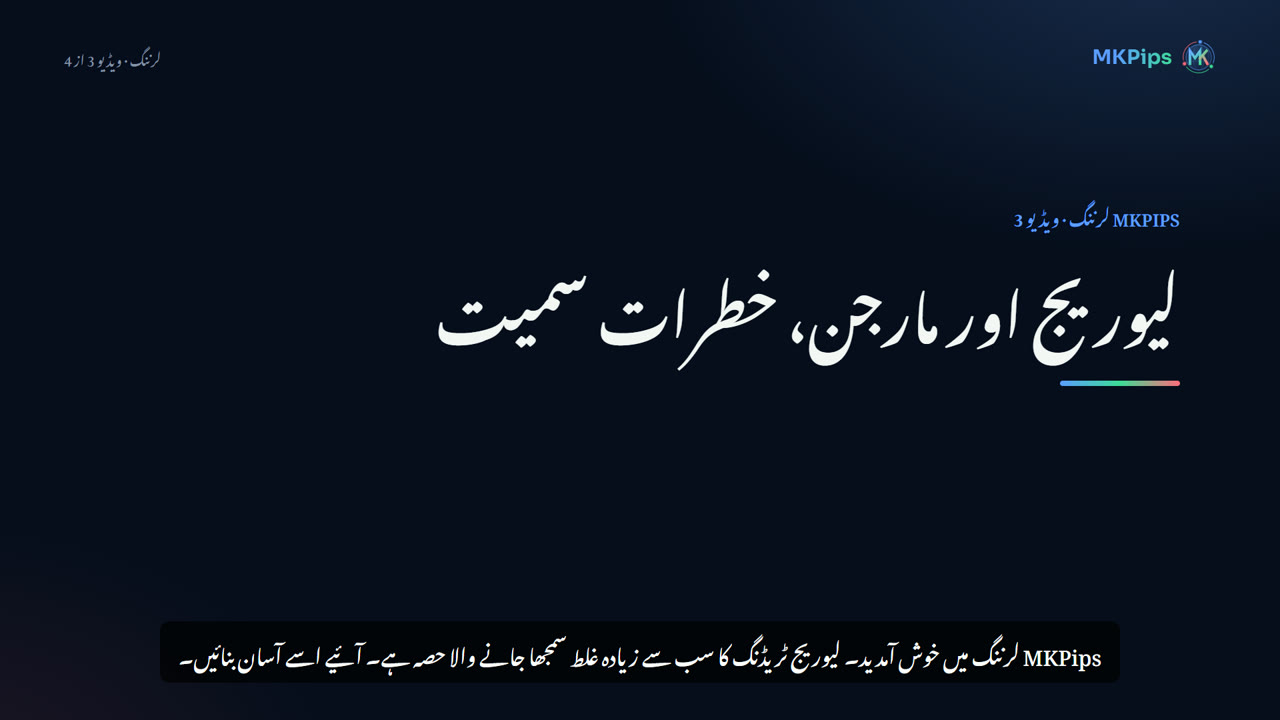 MKPips
لرننگ · ویڈیو 3 از 4
MKPIPS لرننگ · ویڈیو 3
لیوریج اور مارجن، خطرات سمیت
MKPips لرننگ میں خوش آمدید۔ لیوریج ٹریڈنگ کا سب سے زیادہ غلط سمجھا جانے والا حصہ ہے۔ آئیے اسے آسان بنائیں۔